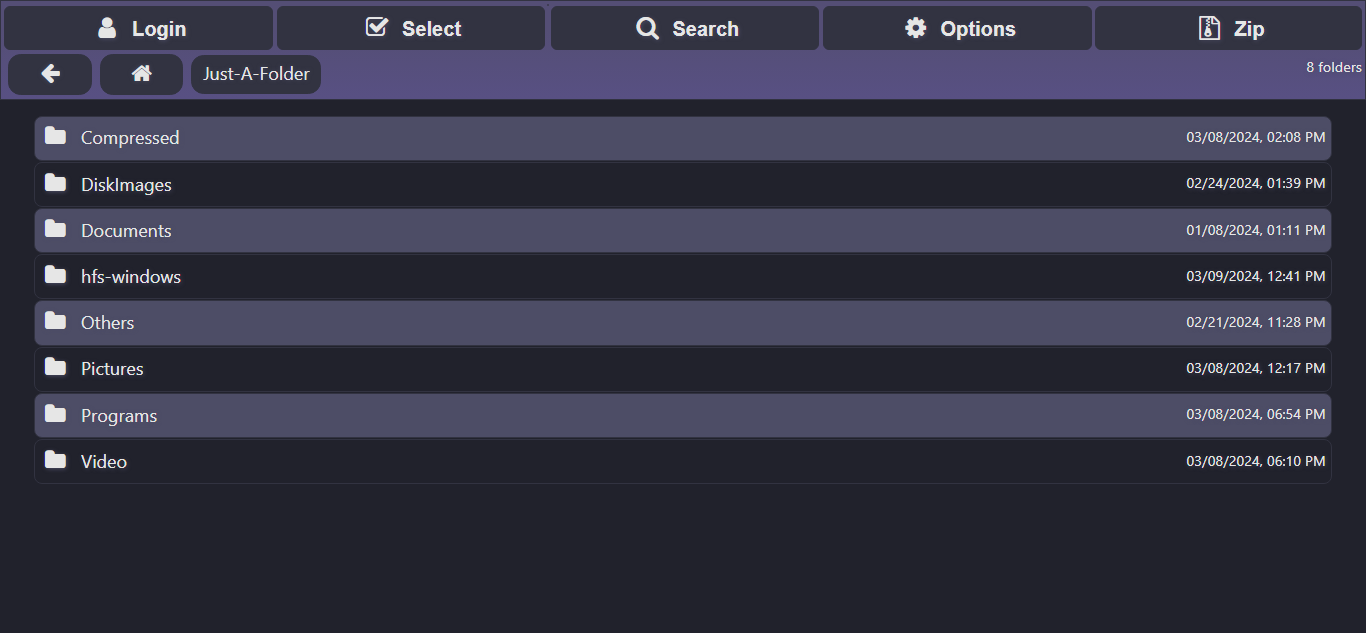 Login Select Search Options Zip
Just-A-Folder 8 folders
Compressed 03/08/2024, 02:08 PM
DiskImages 02/24/2024, 01:39 PM
Documents 01/08/2024, 01:11 PM
hfs-windows 03/09/2024, 12:41 PM
Others 02/21/2024, 11:28 PM
Pictures 03/08/2024, 12:17 PM
Programs 03/08/2024, 06:54 PM
Video 03/08/2024, 06:10 PM